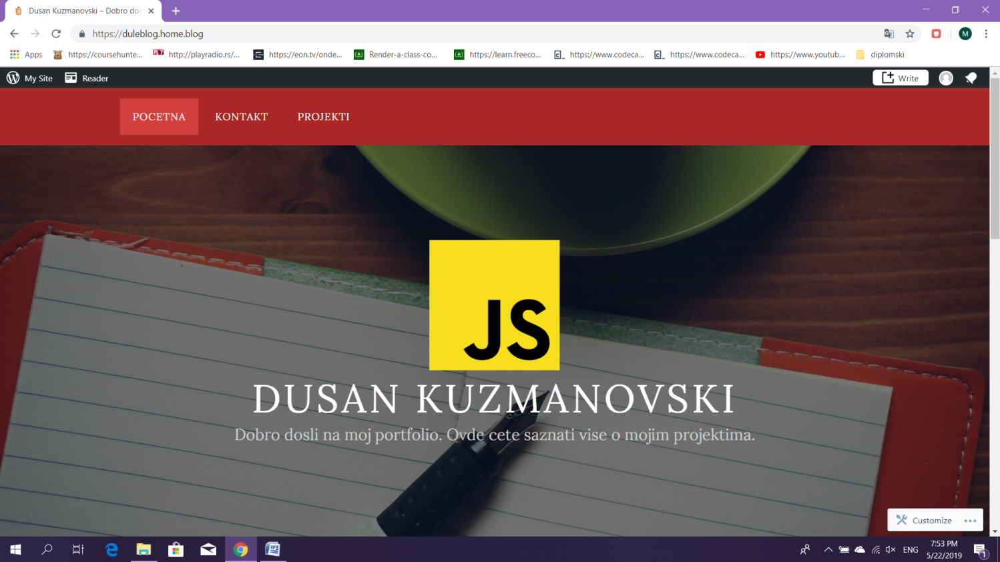 Dusan Kuzmanovski – Dobro dos
https://duleblog.home.blog
M
Apps https://coursehunte... http://playradio.rs/... https://eon.tv/onde... Render-a-class-co... https://learn.freeco... https://www.codeca... https://www.codeca... https://www.youtub... diplomski
My Site Reader Write
POCETNA KONTAKT PROJEKTI
JS
DUSAN KUZMANOVSKI
Dobro dosli na moj portfolio. Ovde cete saznati vise o mojim projektima.
Customize
ENG 7:53 PM
5/22/2019
1